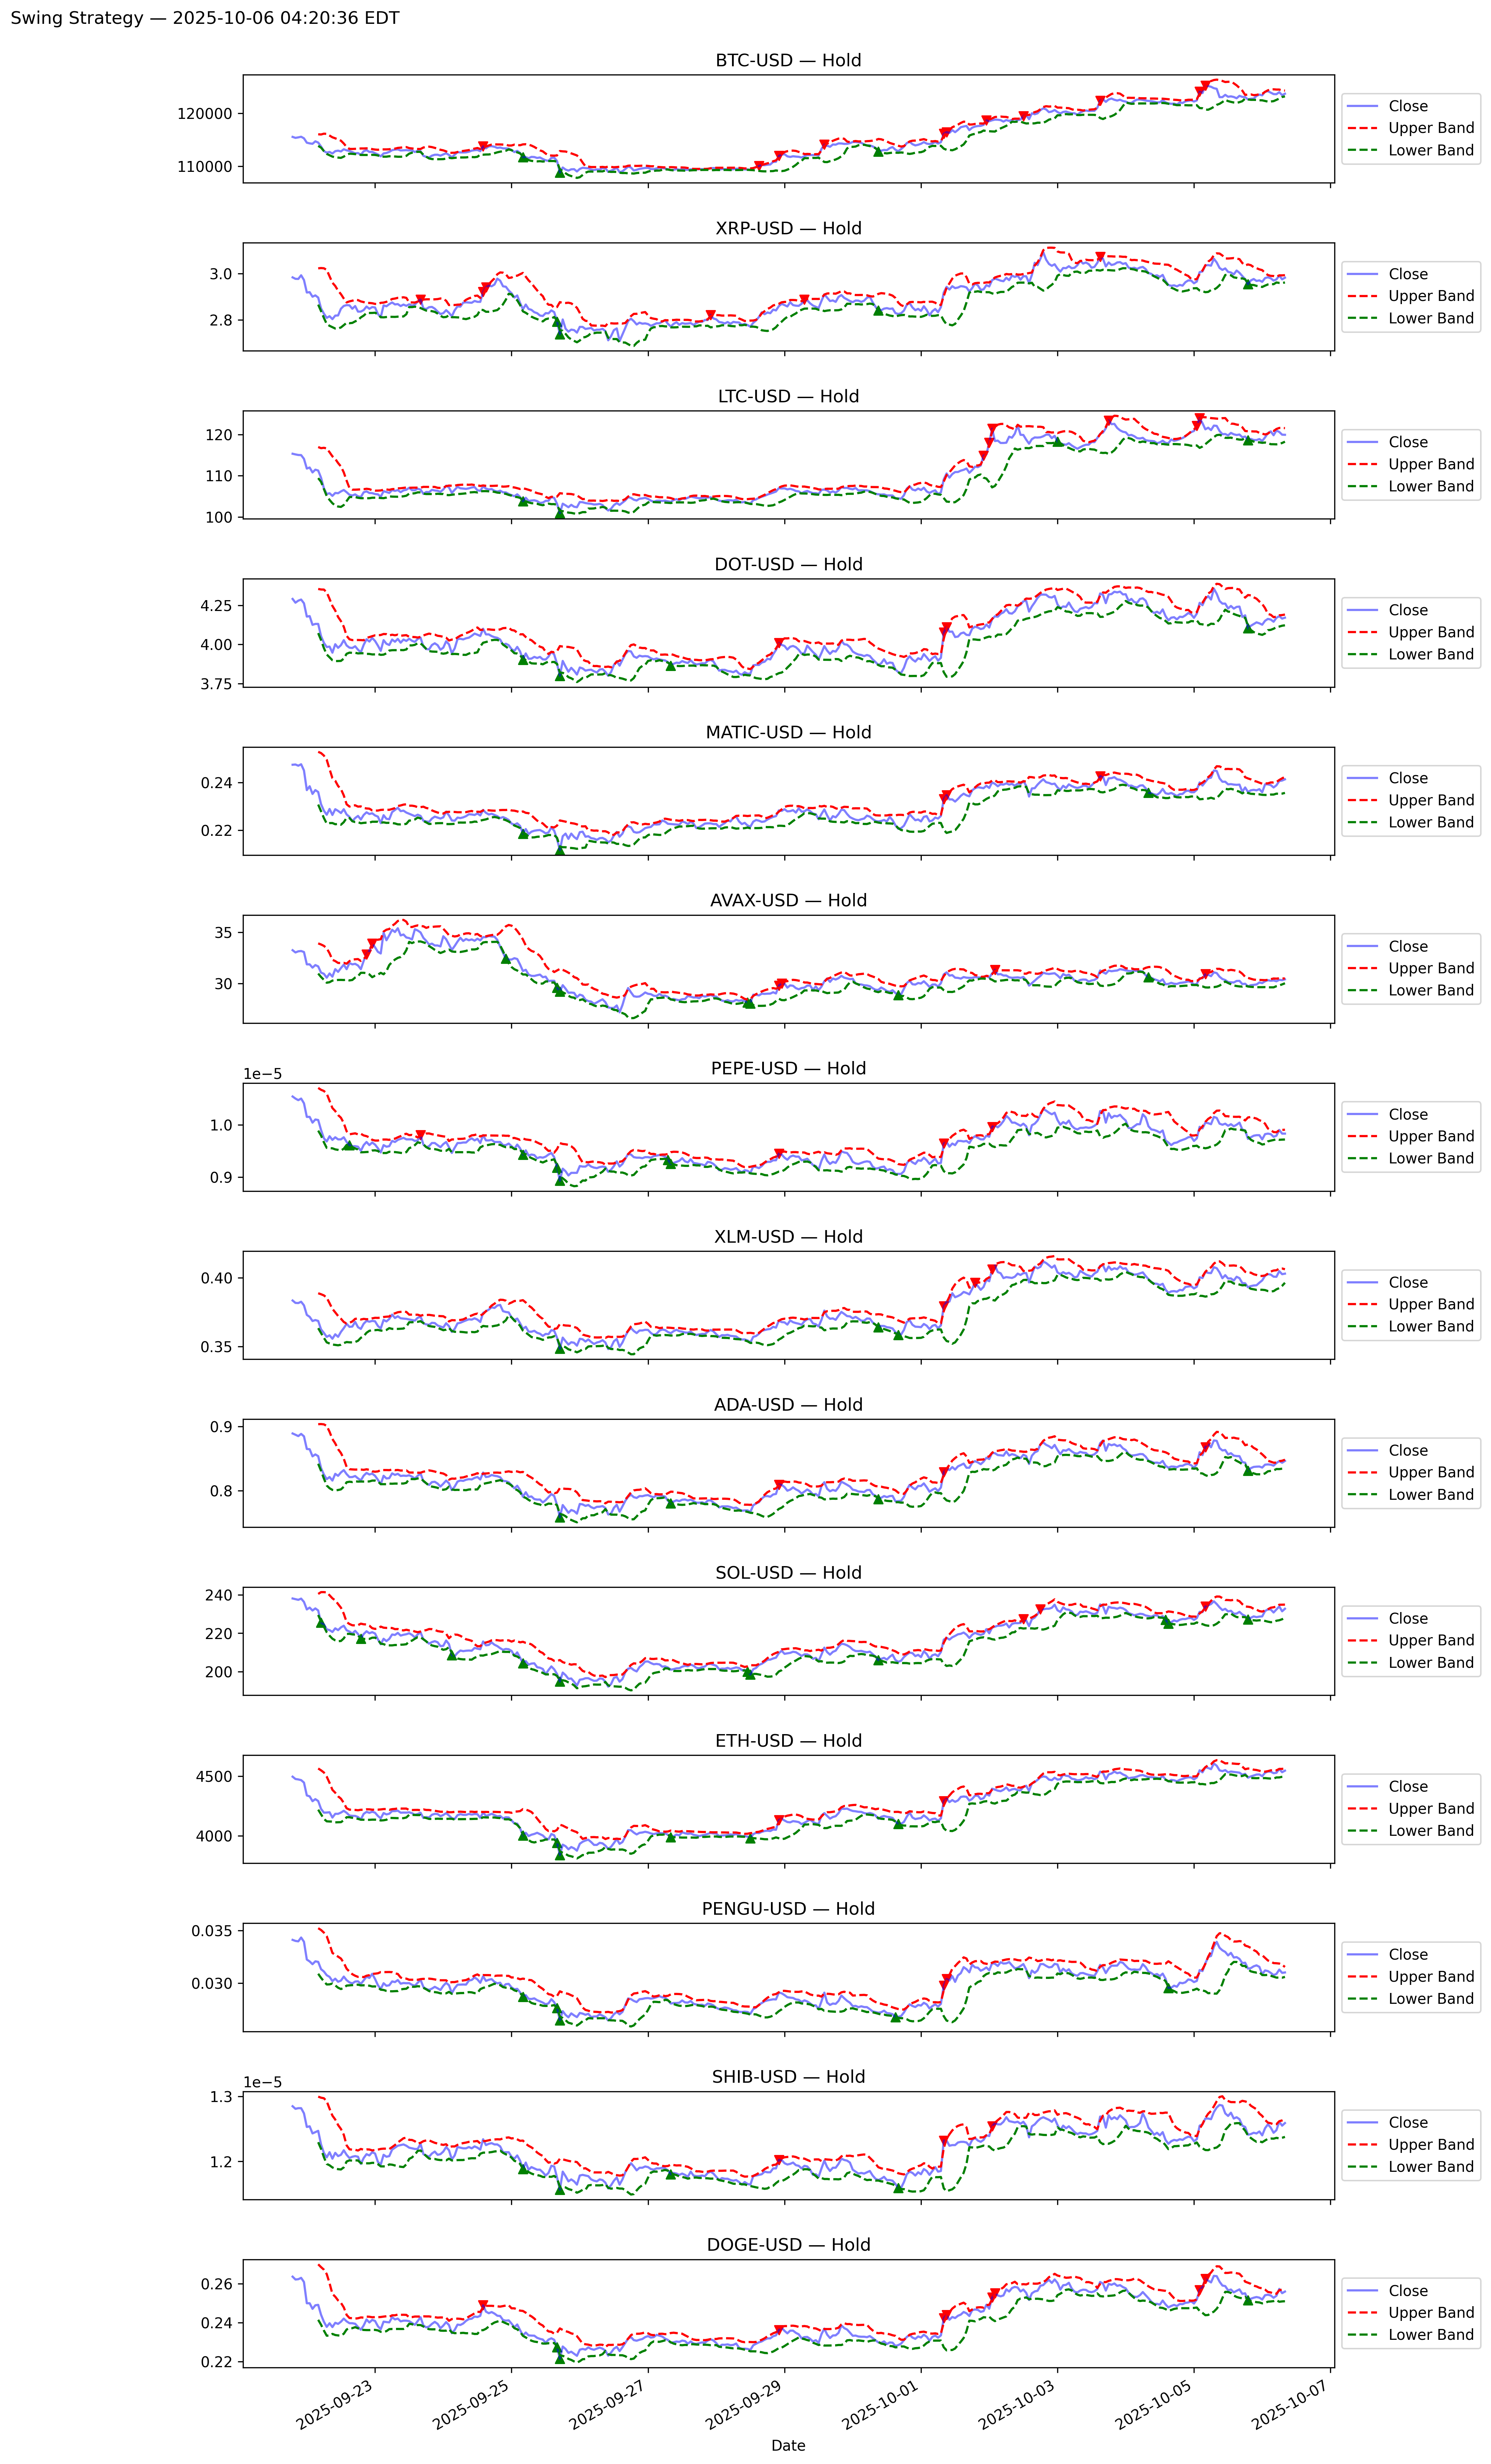 Swing Strategy — 2025-10-06 04:20:36 EDT
BTC-USD — Hold
120000
110000
Close
Upper Band
Lower Band
XRP-USD — Hold
3.0
2.8
Close
Upper Band
Lower Band
LTC-USD — Hold
120
110
100
Close
Upper Band
Lower Band
DOT-USD — Hold
4.25
4.00
3.75
Close
Upper Band
Lower Band
MATIC-USD — Hold
0.24
0.22
Close
Upper Band
Lower Band
AVAX-USD — Hold
35
30
Close
Upper Band
Lower Band
PEPE-USD — Hold
1e−5
1.0
0.9
Close
Upper Band
Lower Band
XLM-USD — Hold
0.40
0.35
Close
Upper Band
Lower Band
ADA-USD — Hold
0.9
0.8
Close
Upper Band
Lower Band
SOL-USD — Hold
240
220
200
Close
Upper Band
Lower Band
ETH-USD — Hold
4500
4000
Close
Upper Band
Lower Band
PENGU-USD — Hold
0.035
0.030
Close
Upper Band
Lower Band
SHIB-USD — Hold
1e−5
1.3
1.2
Close
Upper Band
Lower Band
DOGE-USD — Hold
0.26
0.24
0.22
Close
Upper Band
Lower Band
2025-09-23
2025-09-25
2025-09-27
2025-09-29
2025-10-01
2025-10-03
2025-10-05
2025-10-07
Date